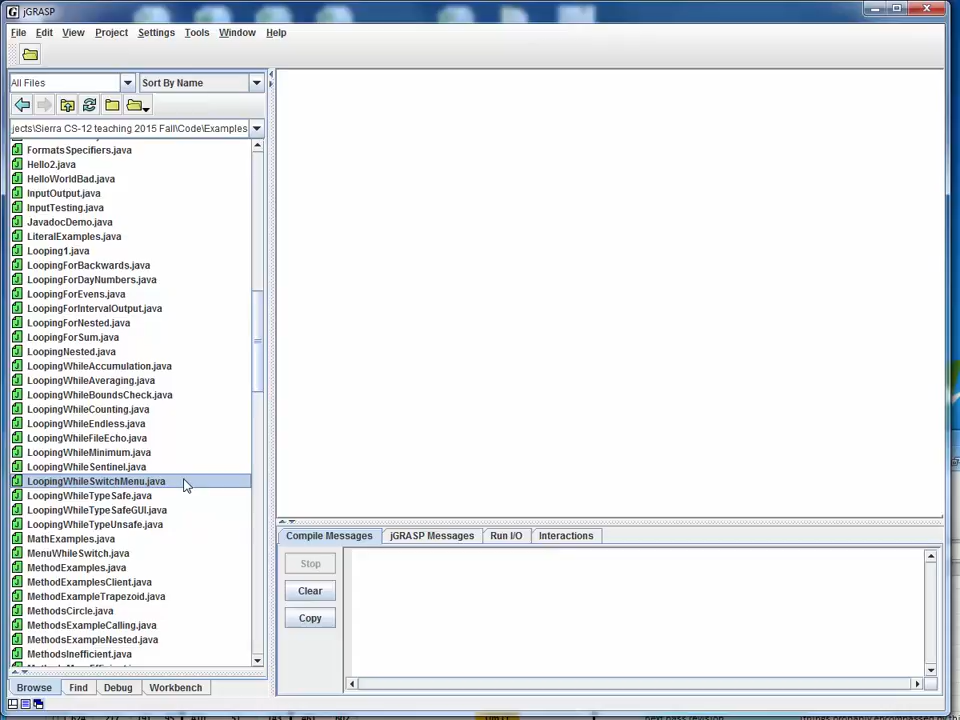 jGRASP
File Edit View Project Settings Tools Window Help
All Files Sort By Name
jects\Sierra CS-12 teaching 2015 Fall\Code\Examples
FormatsSpecifiers.java
Hello2.java
HelloWorldBad.java
InputOutput.java
InputTesting.java
JavadocDemo.java
LiteralExamples.java
Looping1.java
LoopingForBackwards.java
LoopingForDayNumbers.java
LoopingForEvens.java
LoopingForIntervalOutput.java
LoopingForNested.java
LoopingForSum.java
LoopingNested.java
LoopingWhileAccumulation.java
LoopingWhileAveraging.java
LoopingWhileBoundsCheck.java
LoopingWhileCounting.java
LoopingWhileEndless.java
LoopingWhileFileEcho.java
LoopingWhileMinimum.java
LoopingWhileSentinel.java
LoopingWhileSwitchMenu.java
LoopingWhileTypeSafe.java
LoopingWhileTypeSafeGUI.java
LoopingWhileTypeUnsafe.java
MathExamples.java
MenuWhileSwitch.java
MethodExamples.java
MethodExamplesClient.java
MethodExampleTrapezoid.java
MethodsCircle.java
MethodsExampleCalling.java
MethodsExampleNested.java
MethodsInefficient.java
Browse Find Debug Workbench
Compile Messages jGRASP Messages Run I/O Interactions
Stop
Clear
Copy